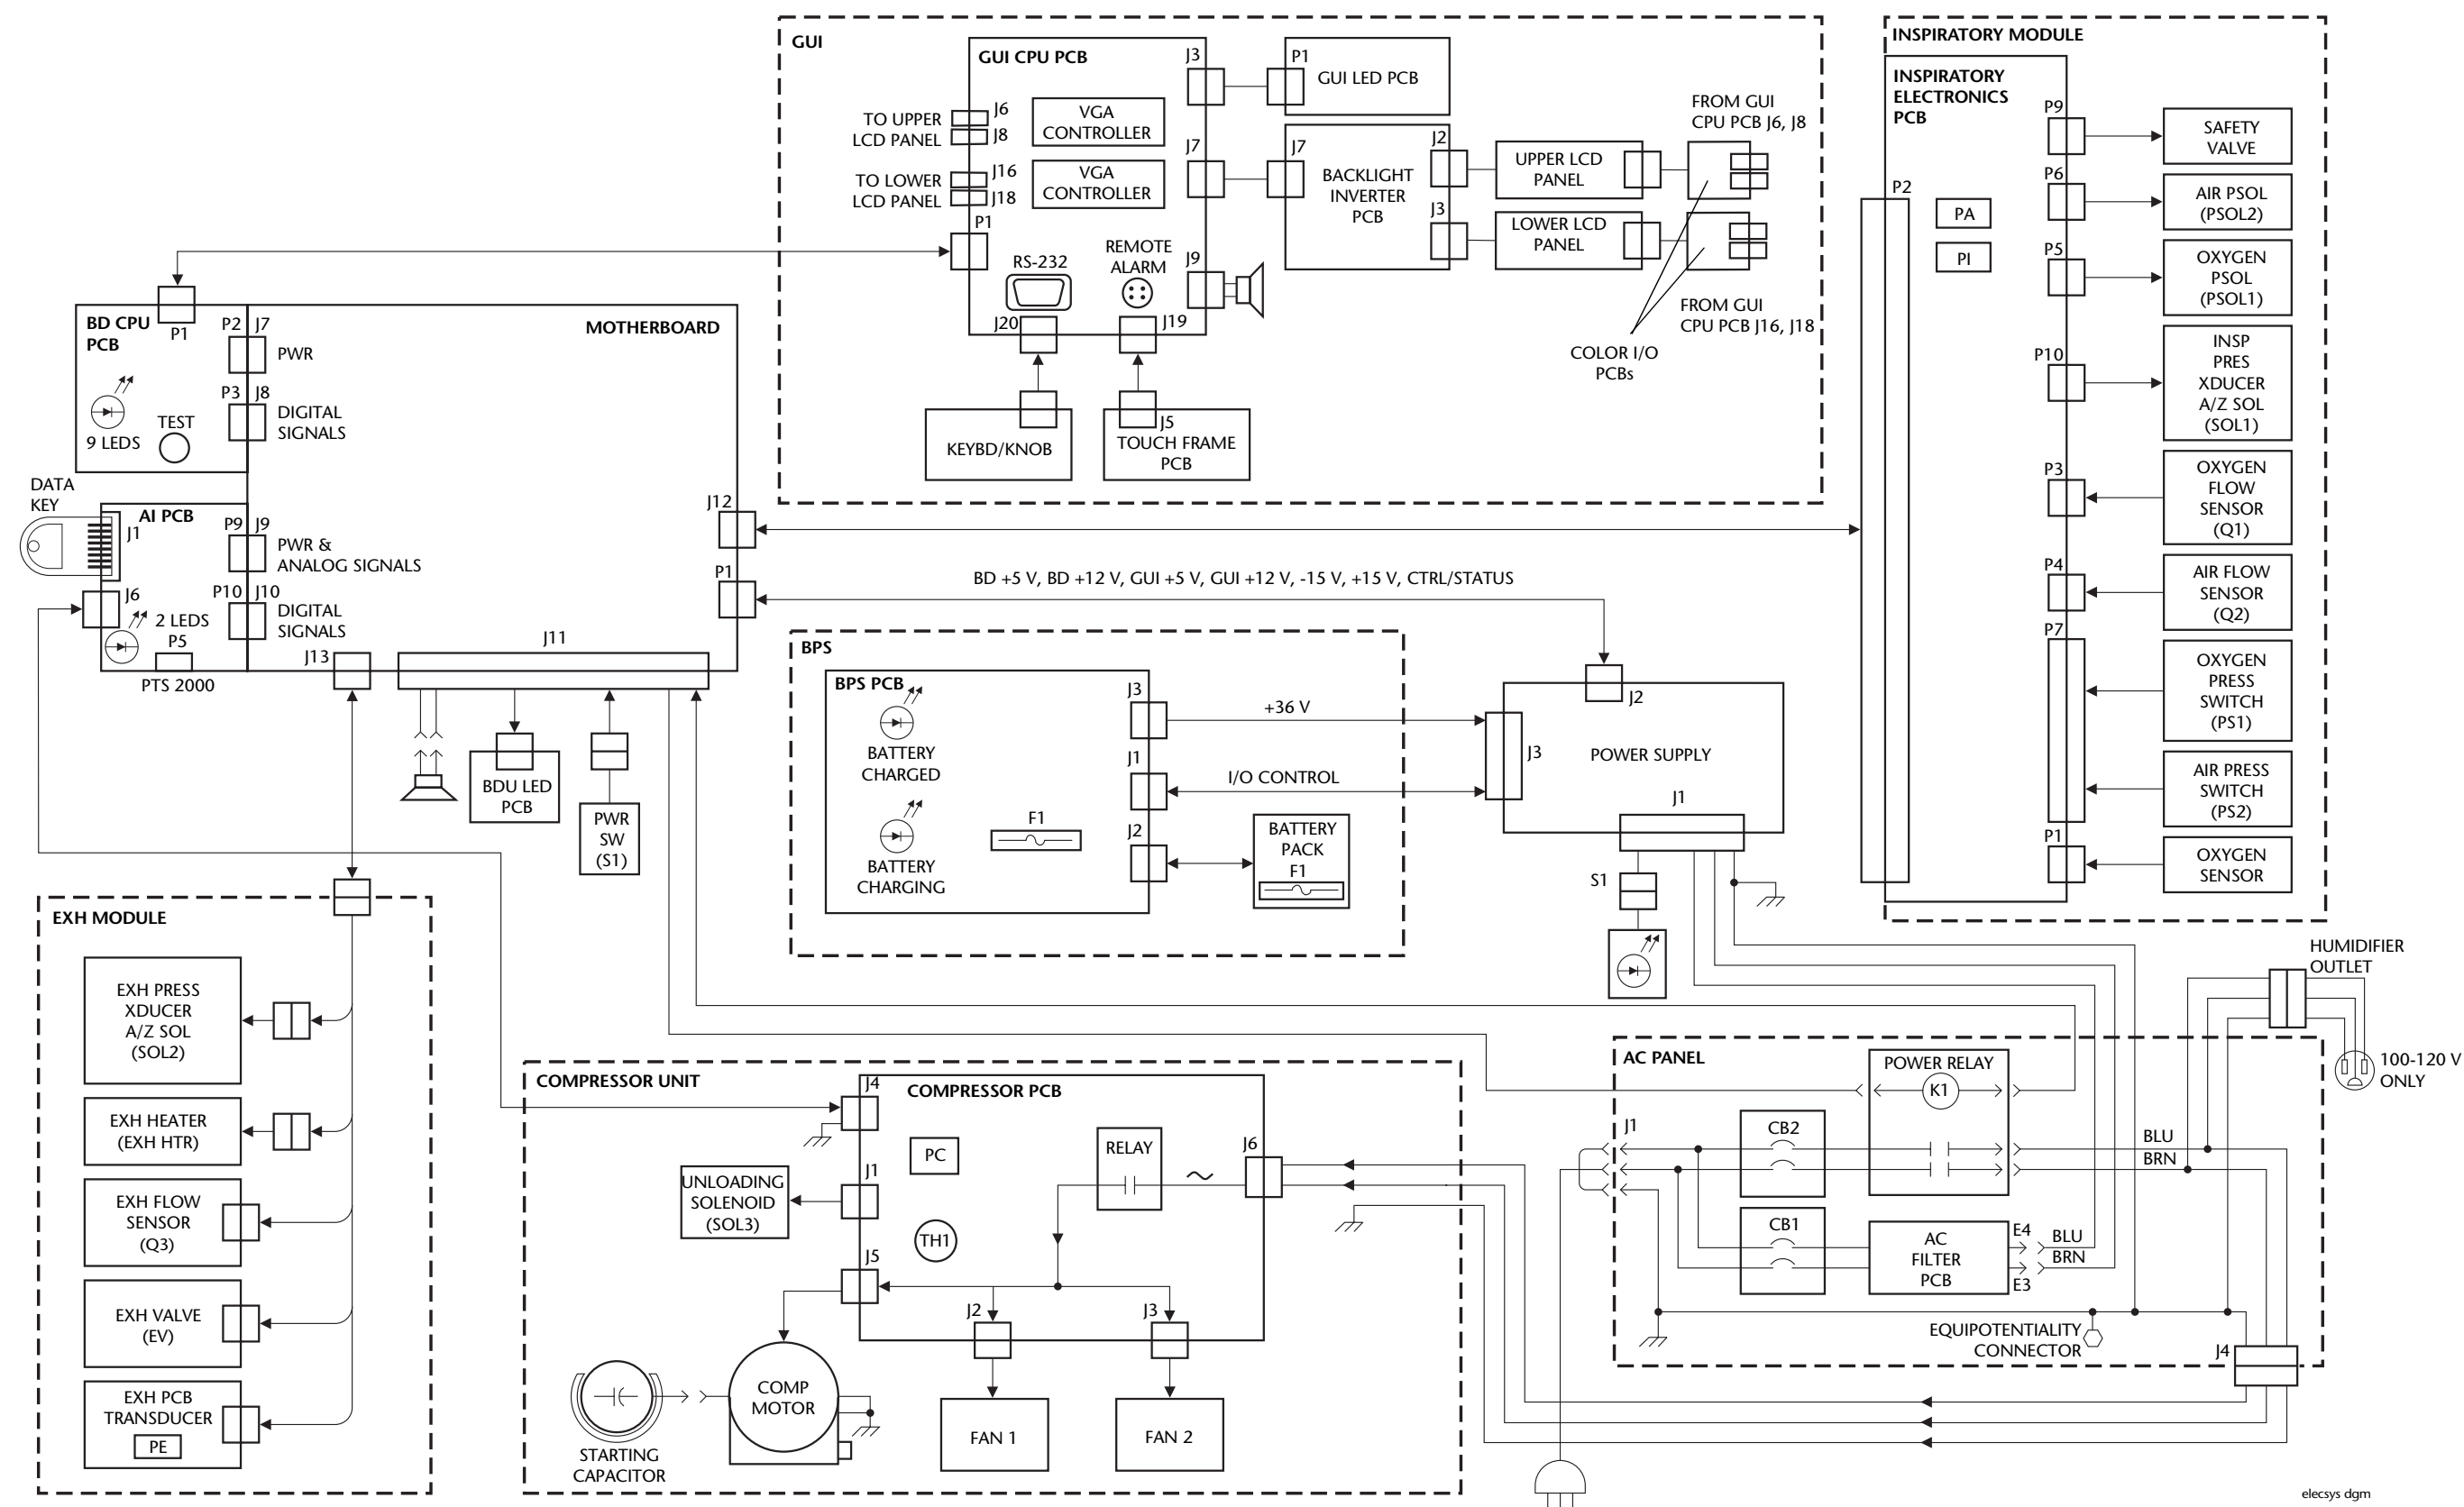 GUI
GUI CPU PCB
J3
P1
GUI LED PCB
TO UPPER
LCD PANEL
J6
J8
VGA
CONTROLLER
TO LOWER
LCD PANEL
J16
J18
VGA
CONTROLLER
J7
J7
BACKLIGHT
INVERTER
PCB
J2
J3
UPPER LCD
PANEL
LOWER LCD
PANEL
FROM GUI
CPU PCB J6, J8
FROM GUI
CPU PCB J16, J18
COLOR I/O
PCBs
P1
RS-232
REMOTE
ALARM
J9
J20
J19
KEYBD/KNOB
J5
TOUCH FRAME
PCB
INSPIRATORY MODULE
INSPIRATORY
ELECTRONICS
PCB
P2
PA
PI
P9
SAFETY
VALVE
P6
AIR PSOL
(PSOL2)
P5
OXYGEN
PSOL
(PSOL1)
P10
INSP
PRES
XDUCER
A/Z SOL
(SOL1)
P3
OXYGEN
FLOW
SENSOR
(Q1)
P4
AIR FLOW
SENSOR
(Q2)
P7
OXYGEN
PRESS
SWITCH
(PS1)
AIR PRESS
SWITCH
(PS2)
P1
OXYGEN
SENSOR
BD CPU
PCB
P1
P2
J7
PWR
MOTHERBOARD
P3
J8
DIGITAL
SIGNALS
9 LEDS
TEST
DATA
KEY
J1
AI PCB
P9
J9
PWR &
ANALOG SIGNALS
J6
2 LEDS
P5
P10
J10
DIGITAL
SIGNALS
PTS 2000
J13
J11
J12
P1
BD +5 V, BD +12 V, GUI +5 V, GUI +12 V, -15 V, +15 V, CTRL/STATUS
BDU LED
PCB
PWR
SW
(S1)
BPS
BPS PCB
BATTERY
CHARGED
BATTERY
CHARGING
F1
J3
J1
J2
+36 V
I/O CONTROL
BATTERY
PACK
F1
J2
J3
POWER SUPPLY
J1
S1
EXH MODULE
EXH PRESS
XDUCER
A/Z SOL
(SOL2)
EXH HEATER
(EXH HTR)
EXH FLOW
SENSOR
(Q3)
EXH VALVE
(EV)
EXH PCB
TRANSDUCER
PE
COMPRESSOR UNIT
COMPRESSOR PCB
J4
PC
RELAY
J6
J1
UNLOADING
SOLENOID
(SOL3)
TH1
J5
J2
J3
COMP
MOTOR
STARTING
CAPACITOR
FAN 1
FAN 2
HUMIDIFIER
OUTLET
100-120 V
ONLY
AC PANEL
POWER RELAY
K1
J1
CB2
BLU
BRN
CB1
AC
FILTER
PCB
E4
BLU
BRN
E3
EQUIPOTENTIALITY
CONNECTOR
J4
elecsys dgm